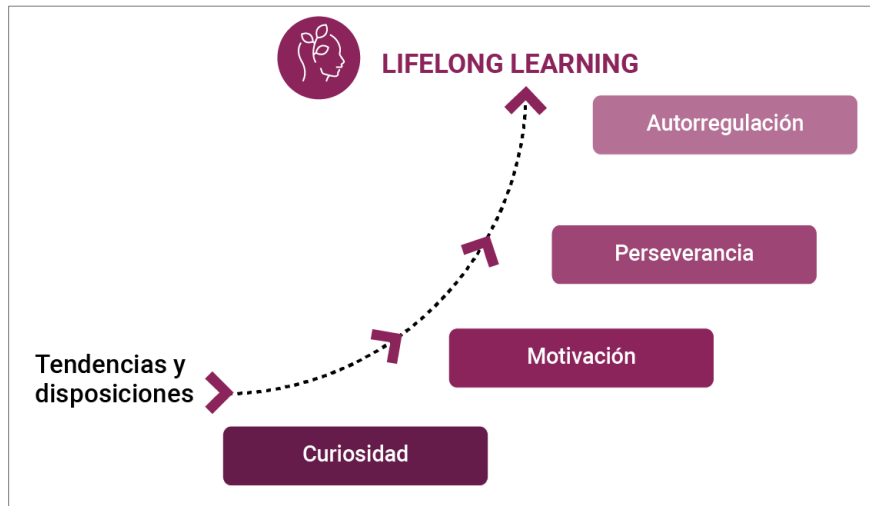 LIFELONG LEARNING
Autorregulación
Perseverancia
Motivación
Tendencias y
disposiciones
Curiosidad